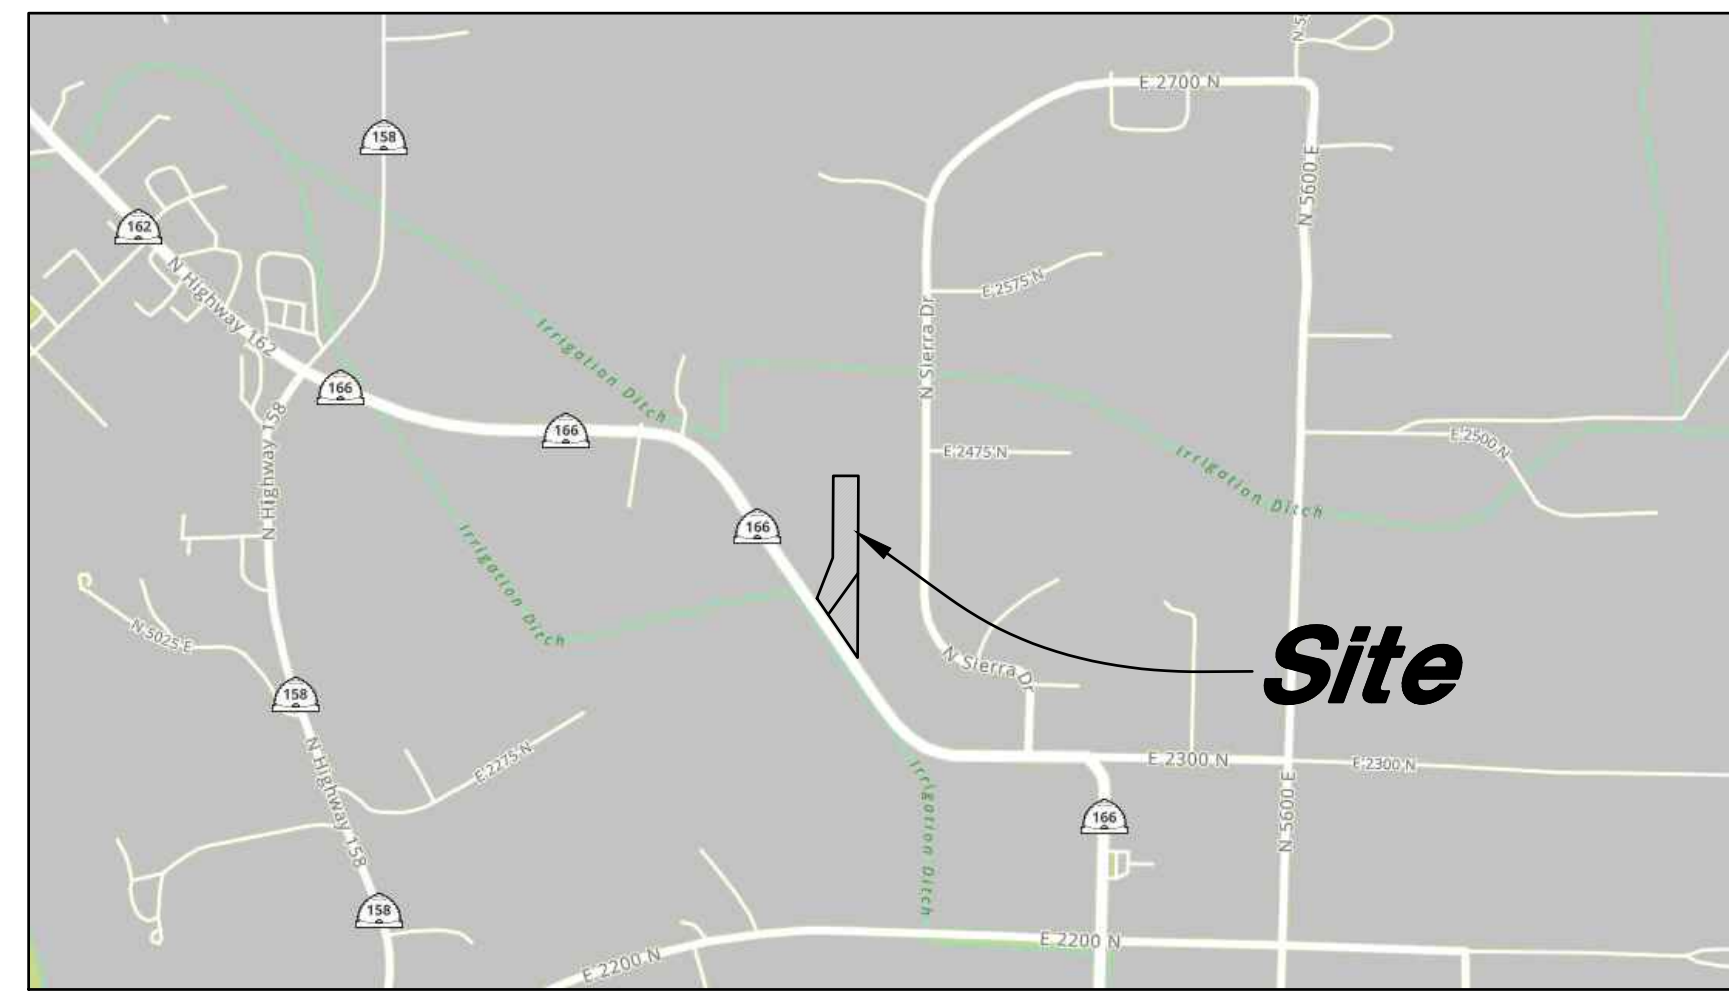 E 2700 N
158
162
N 5600 E
N Highway 162
E 2575 N
N Sierra Dr
Irrigation Ditch
166
166
N Highway 158
E 2475 N
E 2500 N
Irrigation Ditch
166
Irrigation Ditch
N 5025 E
N Sierra Dr
Site
158
N Highway 158
E 2275 N
E 2300 N
E 2300 N
Irrigation Ditch
N 5600 E
166
158
E 2200 N
E 2200 N